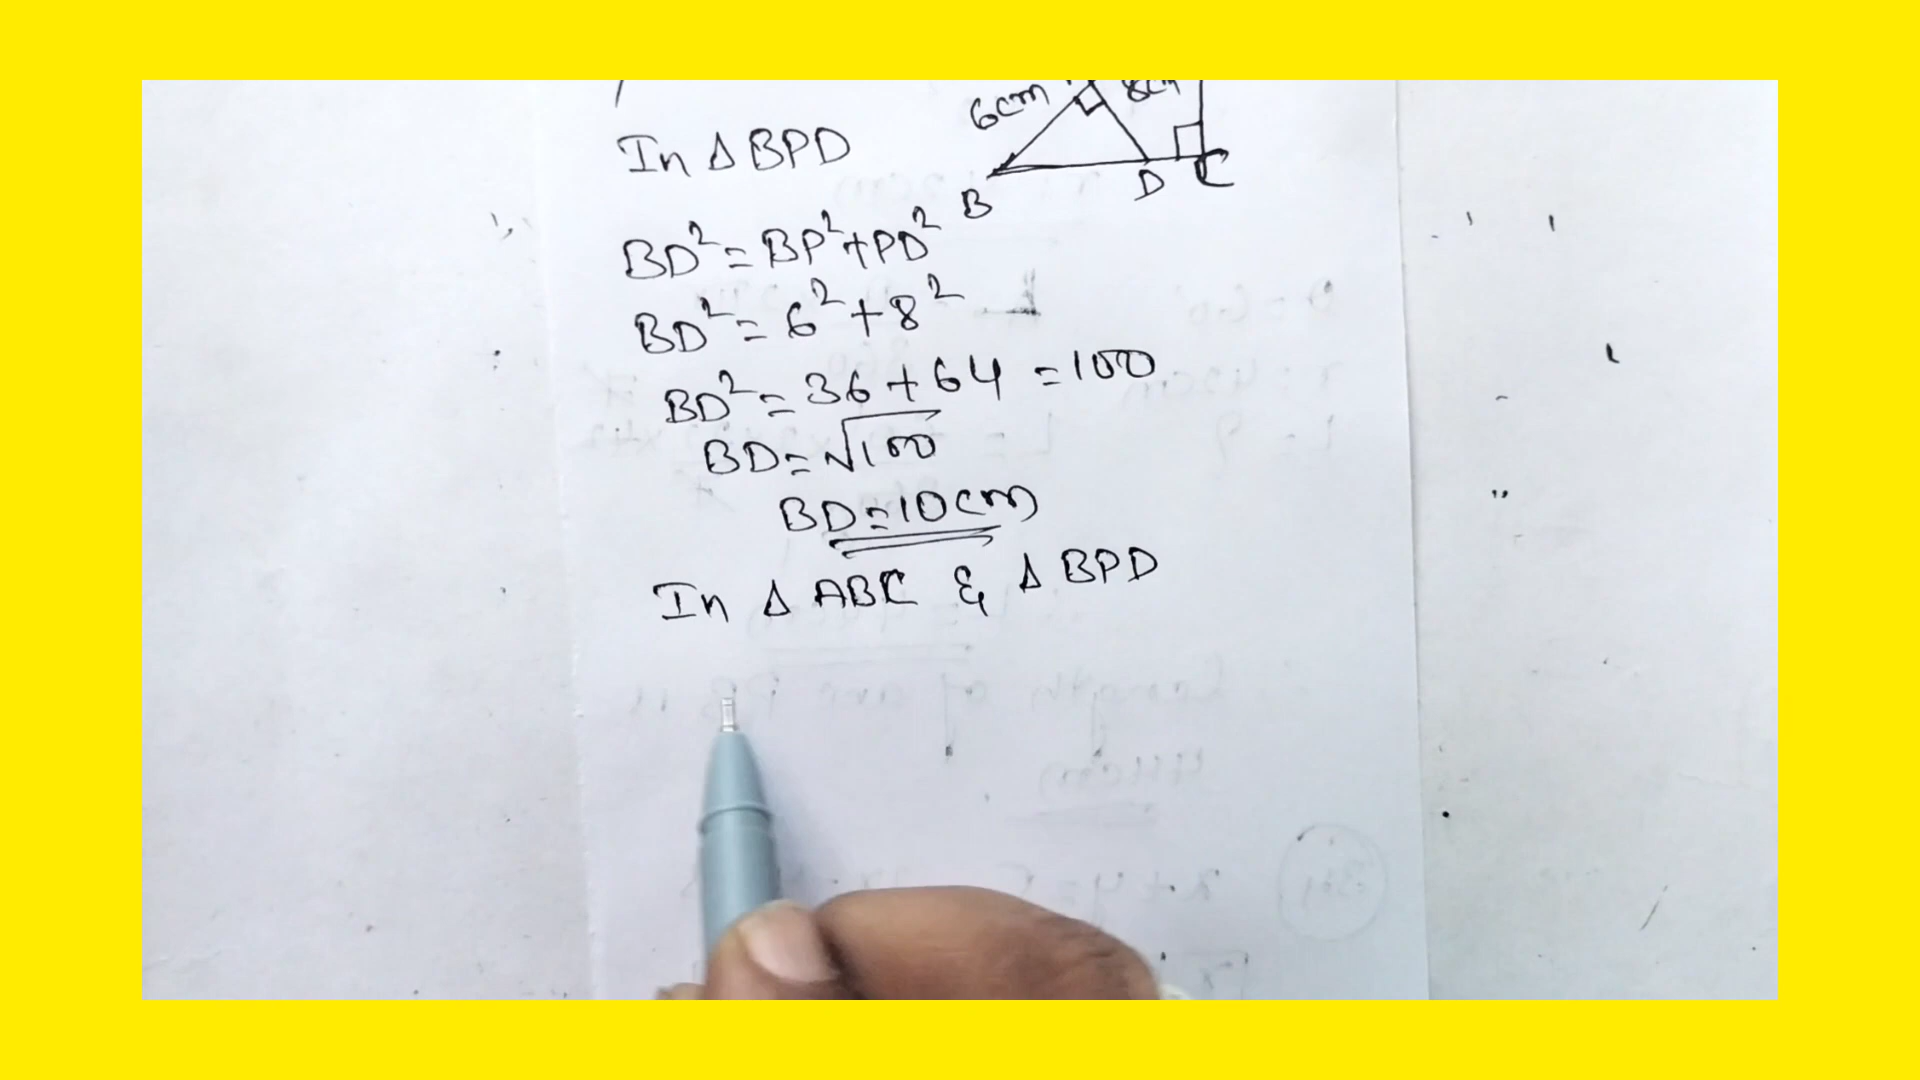 6cm 8cm
In Δ BPD
B D C
BD²=BP²+PD²
BD²= 6²+8²
BD²= 36+64 =100
BD=√100
BD=10cm
In Δ ABC & Δ BPD